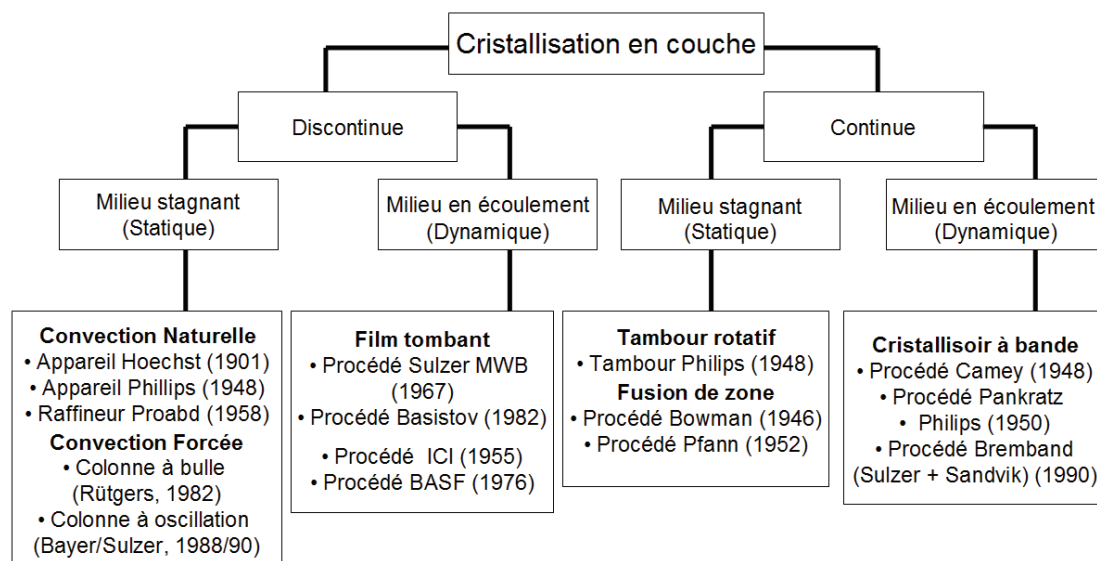 Cristallisation en couche
Discontinue
Continue
Milieu stagnant
(Statique)
Milieu en écoulement
(Dynamique)
Milieu stagnant
(Statique)
Milieu en écoulement
(Dynamique)
Convection Naturelle
• Appareil Hoechst (1901)
• Appareil Phillips (1948)
• Raffineur Proabd (1958)
Convection Forcée
• Colonne à bulle
(Rütgers, 1982)
• Colonne à oscillation
(Bayer/Sulzer, 1988/90)
Film tombant
• Procédé Sulzer MWB
(1967)
• Procédé Basistov (1982)
• Procédé ICI (1955)
• Procédé BASF (1976)
Tambour rotatif
• Tambour Philips (1948)
Fusion de zone
• Procédé Bowman (1946)
• Procédé Pfann (1952)
Cristallisoir à bande
• Procédé Camey (1948)
• Procédé Pankratz
• Philips (1950)
• Procédé Bremband
(Sulzer + Sandvik) (1990)